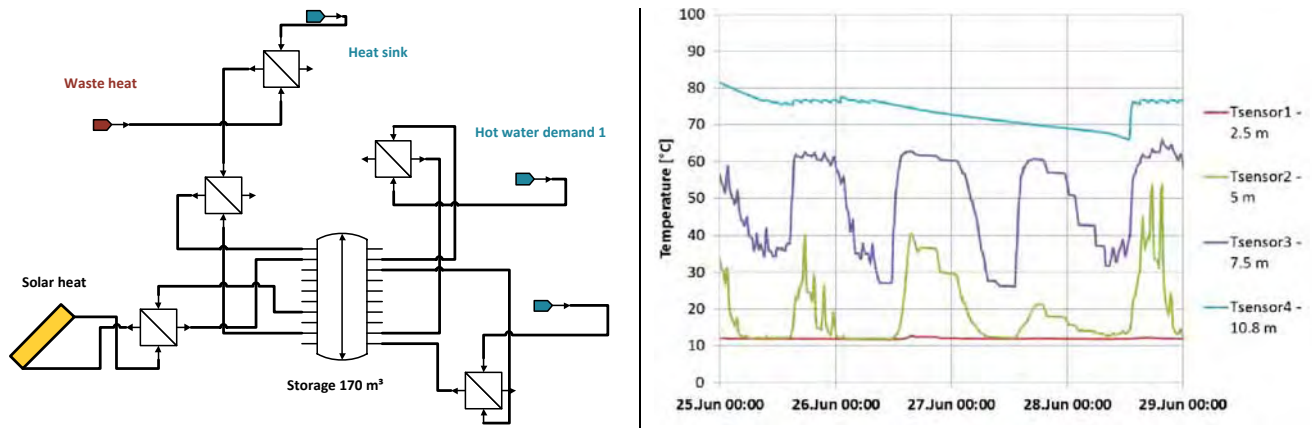 Heat sink
Waste heat
Hot water demand 1
Solar heat
Storage 170 m³
Temperature [°C]
100
90
80
70
60
50
40
30
20
10
0
25.Jun 00:00
26.Jun 00:00
27.Jun 00:00
28.Jun 00:00
29.Jun 00:00
Tsensor1 -
2.5 m
Tsensor2 -
5 m
Tsensor3 -
7.5 m
Tsensor4 -
10.8 m